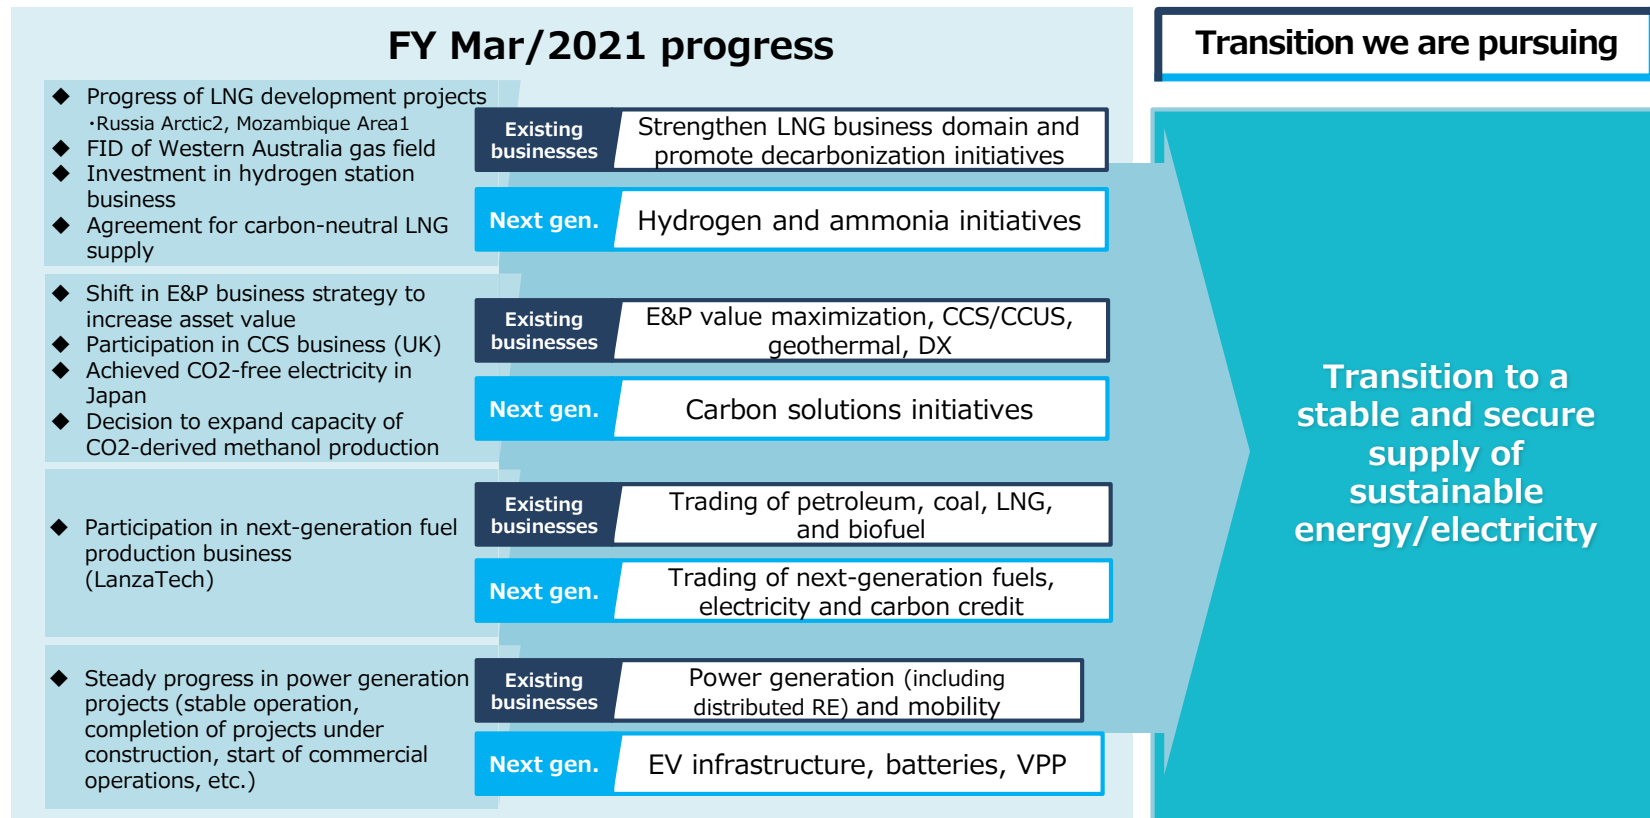 FY Mar/2021 progress
Transition we are pursuing
◆ Progress of LNG development projects
・Russia Arctic2, Mozambique Area1
◆ FID of Western Australia gas field
◆ Investment in hydrogen station
business
◆ Agreement for carbon-neutral LNG
supply
Existing
businesses
Strengthen LNG business domain and
promote decarbonization initiatives
Next gen.
Hydrogen and ammonia initiatives
◆ Shift in E&P business strategy to
increase asset value
◆ Participation in CCS business (UK)
◆ Achieved CO2-free electricity in
Japan
◆ Decision to expand capacity of
CO2-derived methanol production
Existing
businesses
E&P value maximization, CCS/CCUS,
geothermal, DX
Next gen.
Carbon solutions initiatives
◆ Participation in next-generation fuel
production business
(LanzaTech)
Existing
businesses
Trading of petroleum, coal, LNG,
and biofuel
Next gen.
Trading of next-generation fuels,
electricity and carbon credit
◆ Steady progress in power generation
projects (stable operation,
completion of projects under
construction, start of commercial
operations, etc.)
Existing
businesses
Power generation (including
distributed RE) and mobility
Next gen.
EV infrastructure, batteries, VPP
Transition to a
stable and secure
supply of
sustainable
energy/electricity